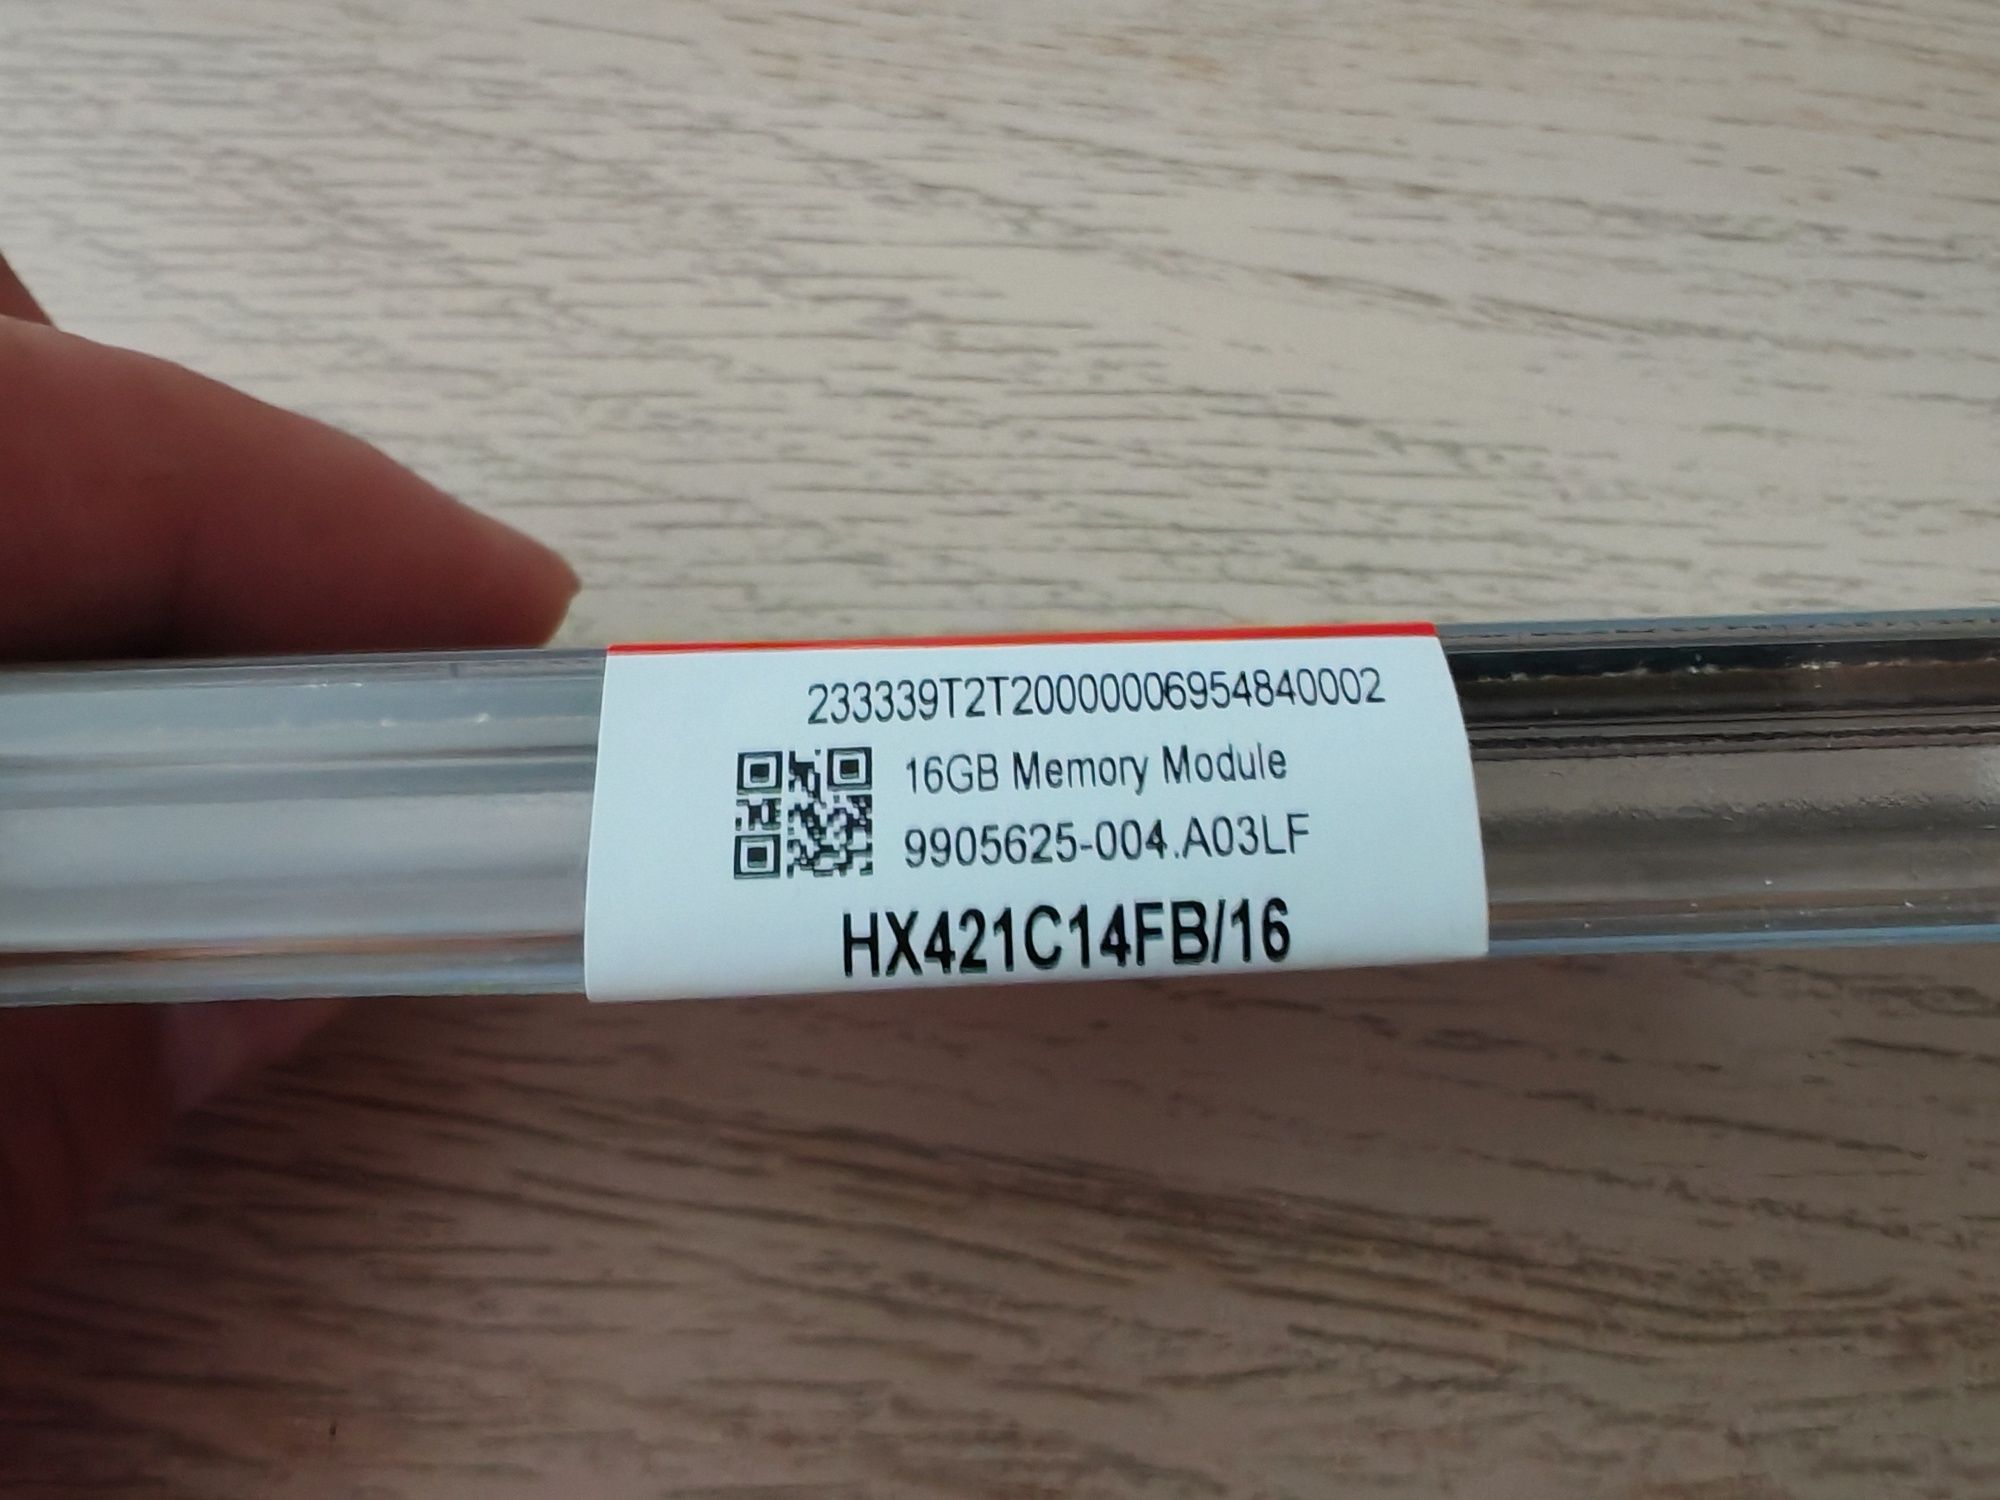 233339T2T20000006954840002
16GB Memory Module
9905625-004.A03LF
HX421C14FB/16